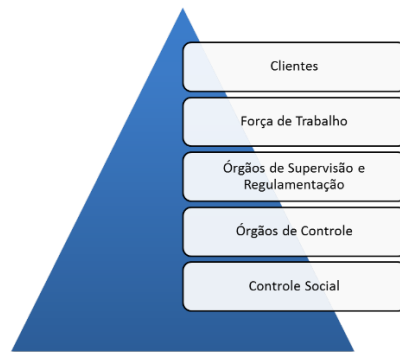 Clientes
Força de Trabalho
Órgãos de Supervisão e
Regulamentação
Órgãos de Controle
Controle Social